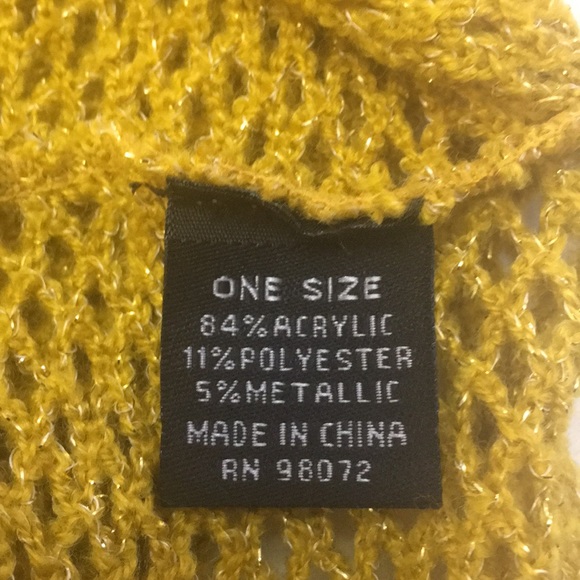 ONE SIZE
84%ACRYLIC
11%POLYESTER
5%METALLIC
MADE IN CHINA
RN 98072